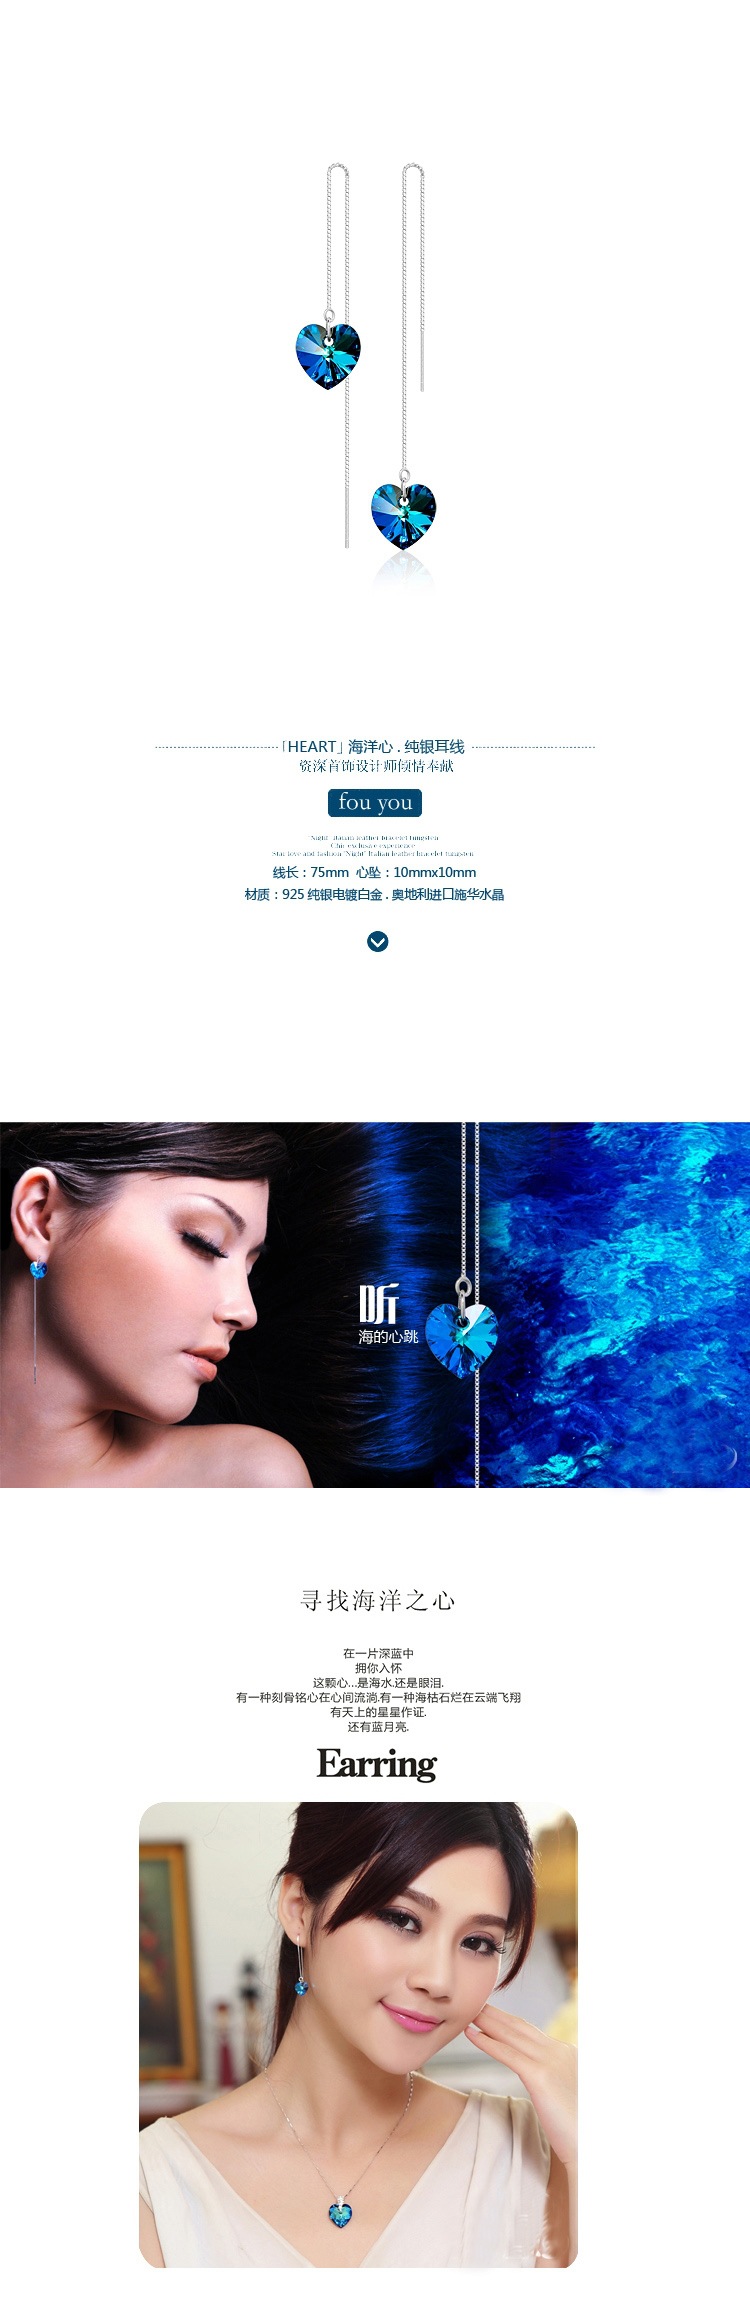 「HEART」海洋心 . 纯银耳线
资深首饰设计师倾情奉献
fou you
"Night" Italian leather bracelet tungsten
Chic exclusive experience
Star love and fashion "Night" Italian leather bracelet tungsten
线长：75mm 心坠：10mmx10mm
材质：925 纯银电镀白金 . 奥地利进口施华水晶
听
海的心跳
寻找海洋之心
在一片深蓝中
拥你入怀
这颗心...是海水.还是眼泪.
有一种刻骨铭心在心间流淌.有一种海枯石烂在云端飞翔
有天上的星星作证.
还有蓝月亮.
Earring